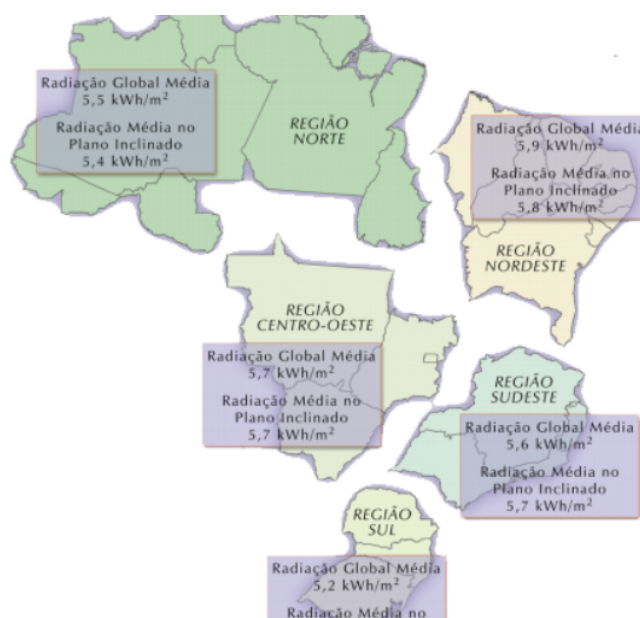 Radiação Global Média
5,5 kWh/m²
Radiação Média no
Plano Inclinado
5,4 kWh/m²
REGIÃO
NORTE
Radiação Global Média
5,9 kWh/m²
Radiação Média no
Plano Inclinado
5,8 kWh/m²
REGIÃO
NORDESTE
REGIÃO
CENTRO-OESTE
Radiação Global Média
5,7 kWh/m²
Radiação Média no
Plano Inclinado
5,7 kWh/m²
REGIÃO
SUDESTE
Radiação Global Média
5,6 kWh/m²
Radiação Média no
Plano Inclinado
5,7 kWh/m²
REGIÃO
SUL
Radiação Global Média
5,2 kWh/m²
Radiação Média no